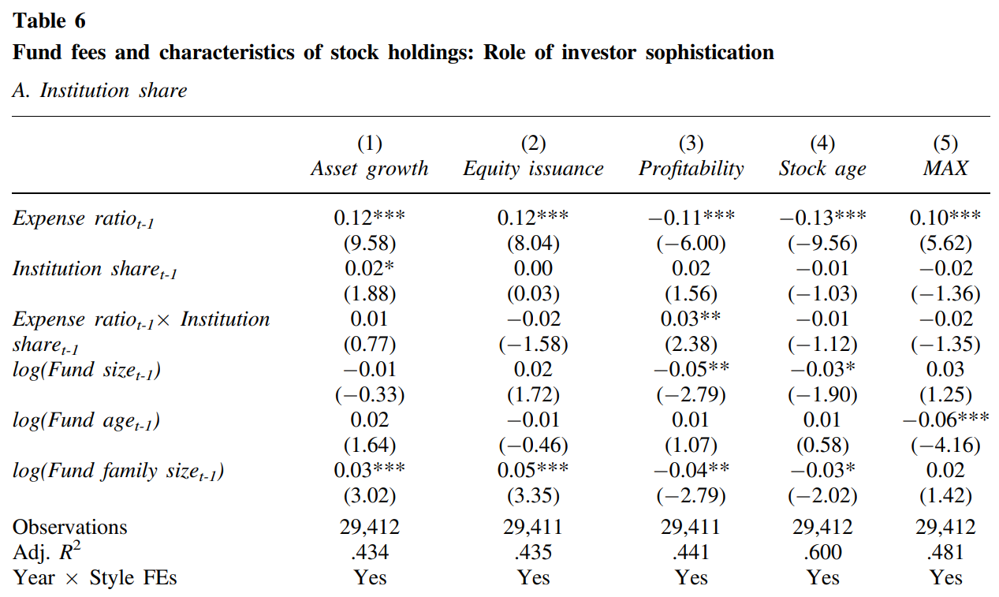 Table 6
Fund fees and characteristics of stock holdings: Role of investor sophistication
A. Institution share
(1) (2) (3) (4) (5)
Asset growth Equity issuance Profitability Stock age MAX
Expense ratio_{t-1} 0.12*** 0.12*** −0.11*** −0.13*** 0.10***
(9.58) (8.04) (−6.00) (−9.56) (5.62)
Institution share_{t-1} 0.02* 0.00 0.02 −0.01 −0.02
(1.88) (0.03) (1.56) (−1.03) (−1.36)
Expense ratio_{t-1}× Institution 0.01 −0.02 0.03** −0.01 −0.02
share_{t-1} (0.77) (−1.58) (2.38) (−1.12) (−1.35)
log(Fund size_{t-1}) −0.01 0.02 −0.05** −0.03* 0.03
(−0.33) (1.72) (−2.79) (−1.90) (1.25)
log(Fund age_{t-1}) 0.02 −0.01 0.01 0.01 −0.06***
(1.64) (−0.46) (1.07) (0.58) (−4.16)
log(Fund family size_{t-1}) 0.03*** 0.05*** −0.04** −0.03* 0.02
(3.02) (3.35) (−2.79) (−2.02) (1.42)
Observations 29,412 29,411 29,411 29,412 29,412
Adj. R² .434 .435 .441 .600 .481
Year × Style FEs Yes Yes Yes Yes Yes